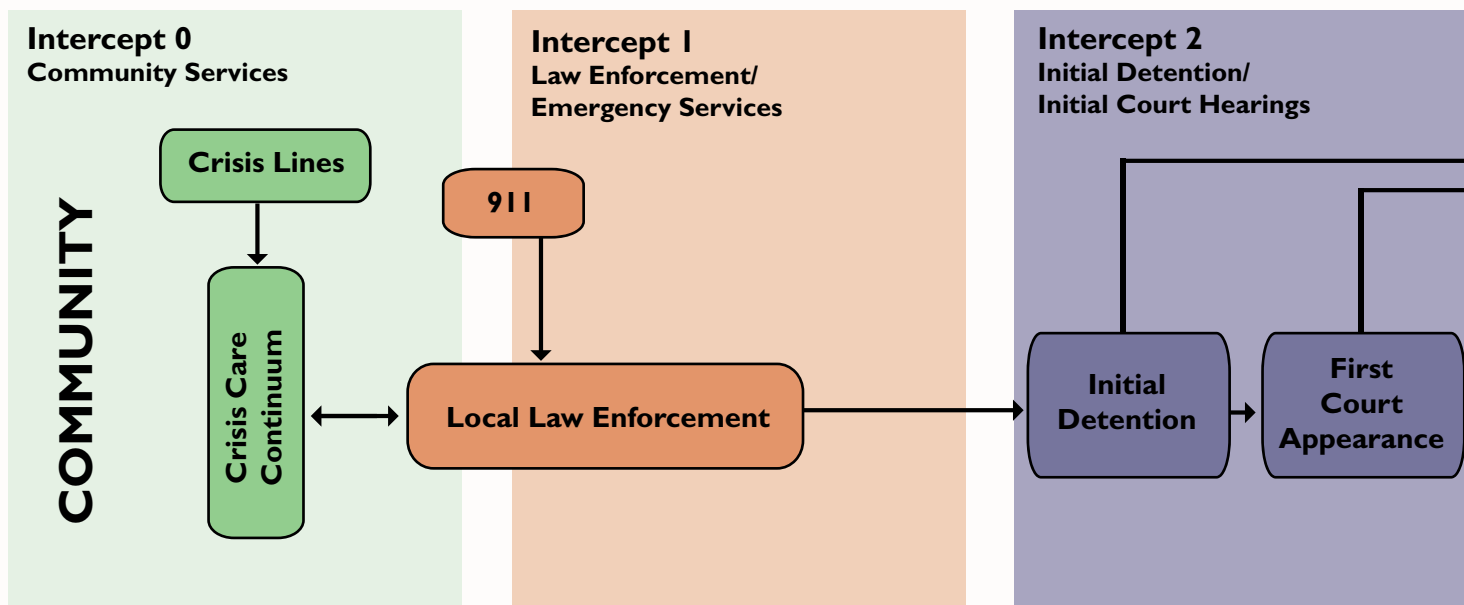 Intercept 0
Community Services
Intercept 1
Law Enforcement/
Emergency Services
Intercept 2
Initial Detention/
Initial Court Hearings
COMMUNITY
Crisis Lines
911
Crisis Care
Continuum
Local Law Enforcement
Initial
Detention
First
Court
Appearance